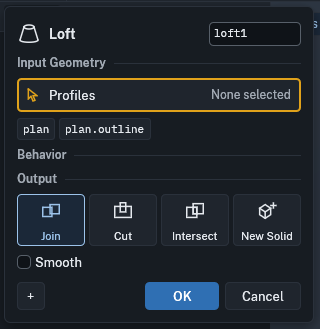 Loft loft1
Input Geometry
Profiles None selected
plan plan.outline
Behavior
Output
Join Cut Intersect New Solid
Smooth
+ OK Cancel